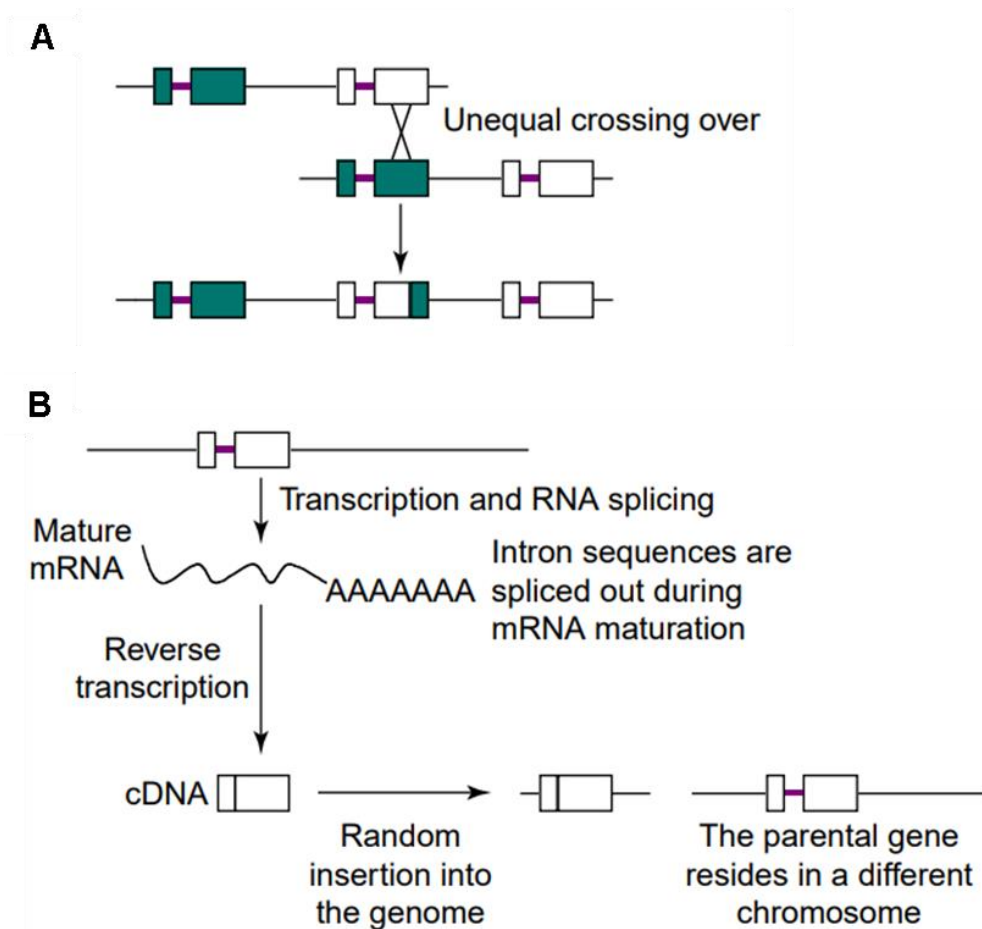 A
Unequal crossing over
B
Transcription and RNA splicing
Mature
mRNA
AAAAAAA
Intron sequences are
spliced out during
mRNA maturation
Reverse
transcription
cDNA
Random
insertion into
the genome
The parental gene
resides in a different
chromosome